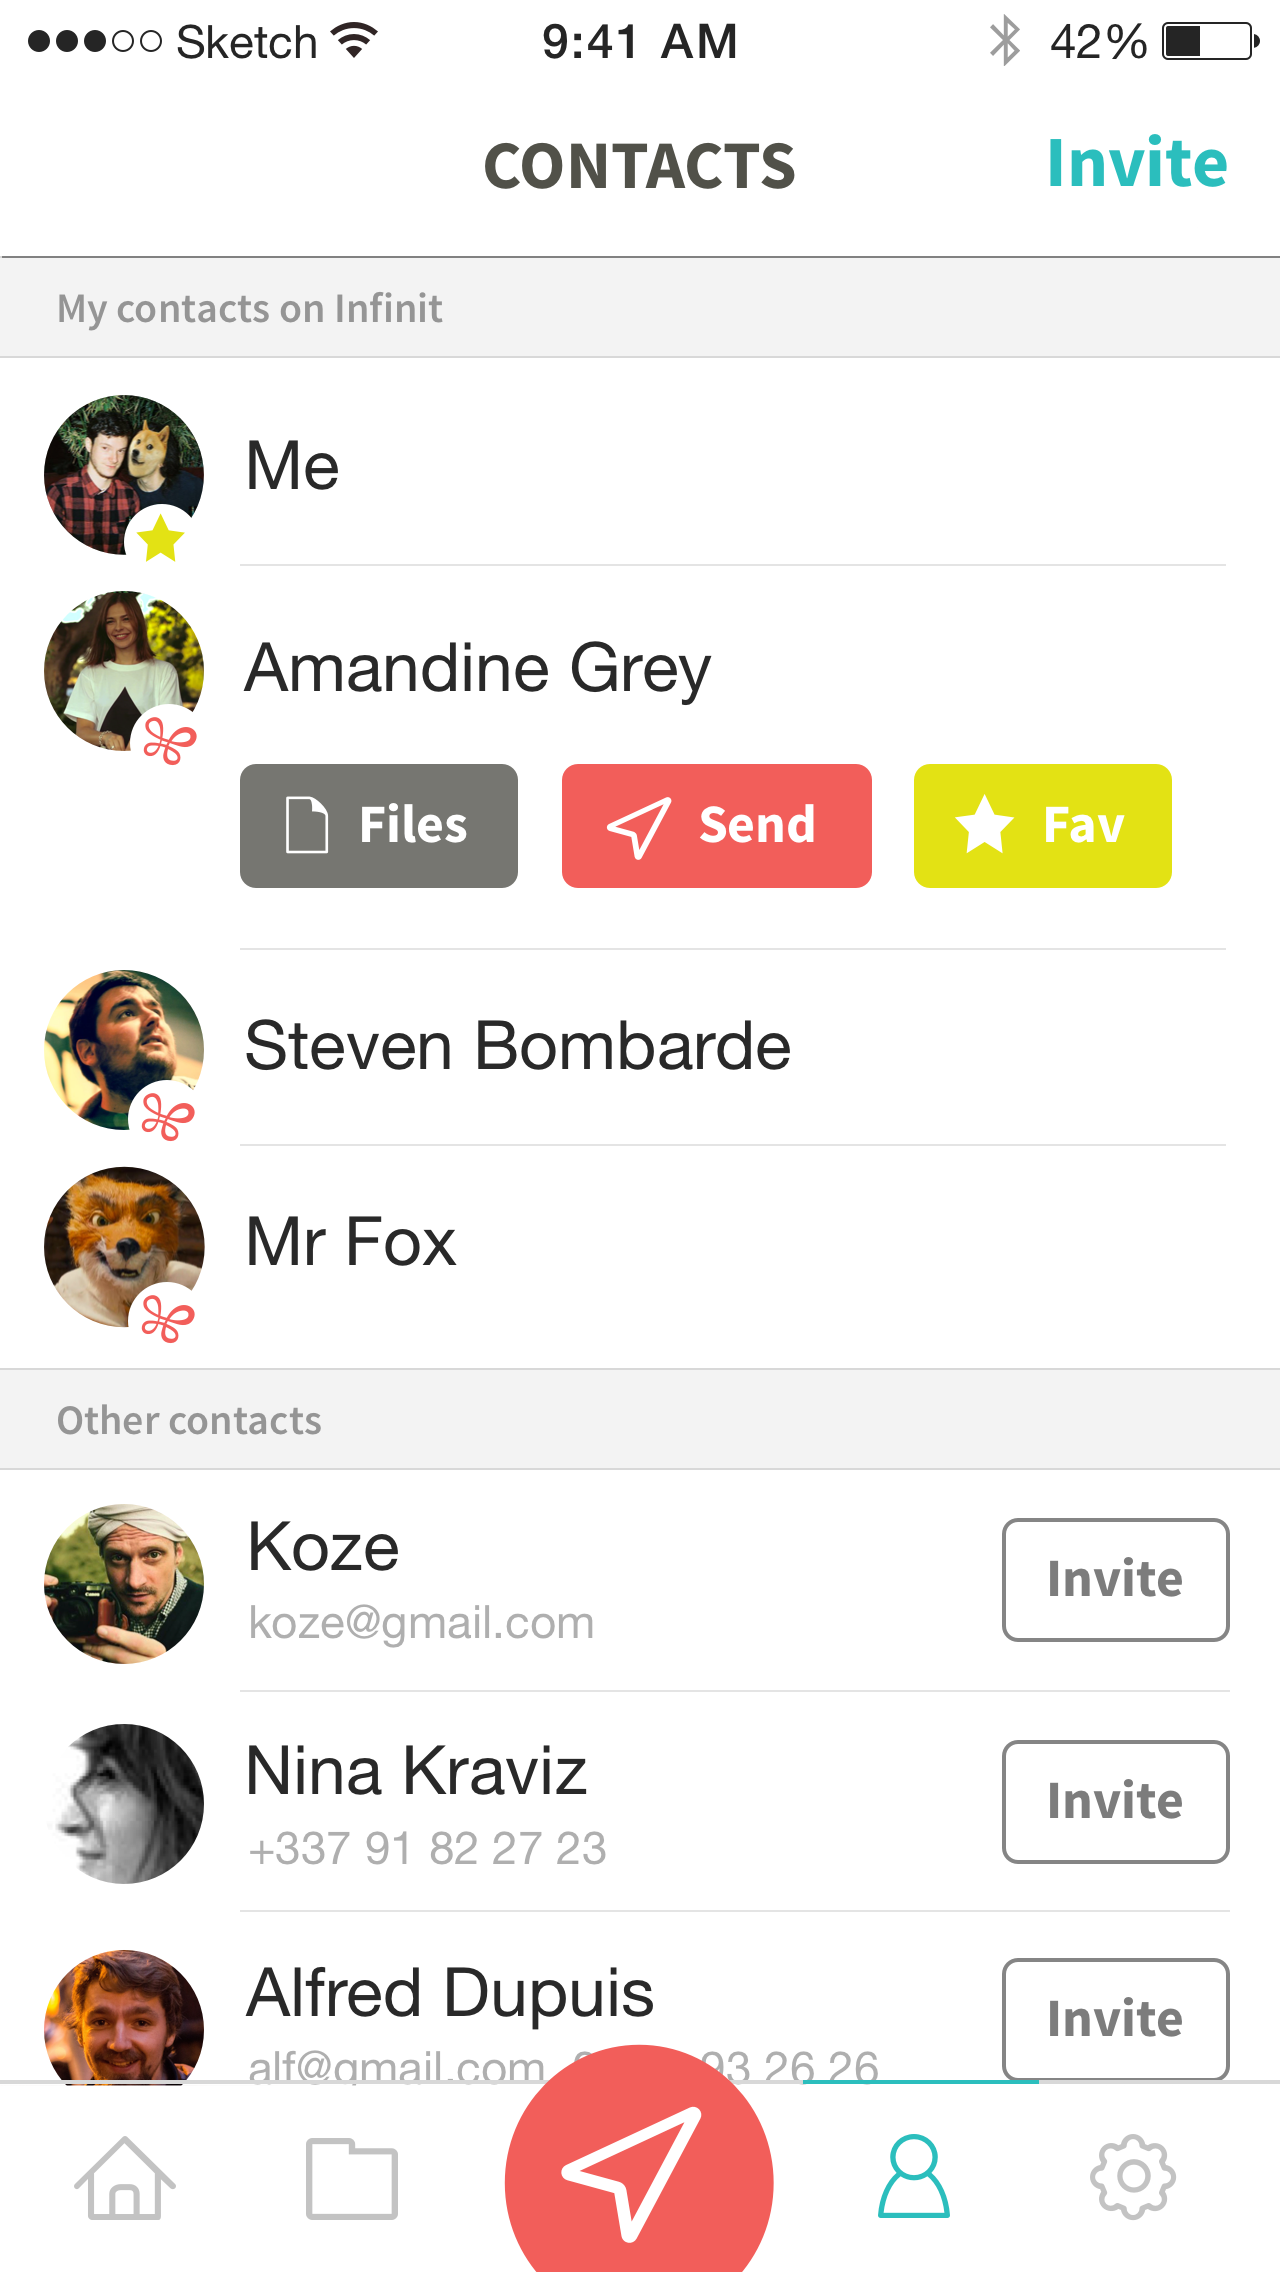 Sketch 9:41 AM 42%
CONTACTS Invite
My contacts on Infinit
Me
Amandine Grey
Files Send Fav
Steven Bombarde
Mr Fox
Other contacts
Koze
Invite
koze@gmail.com
Nina Kraviz
Invite
+337 91 82 27 23
Alfred Dupuis
Invite
alf@gmail.com 93 26 26